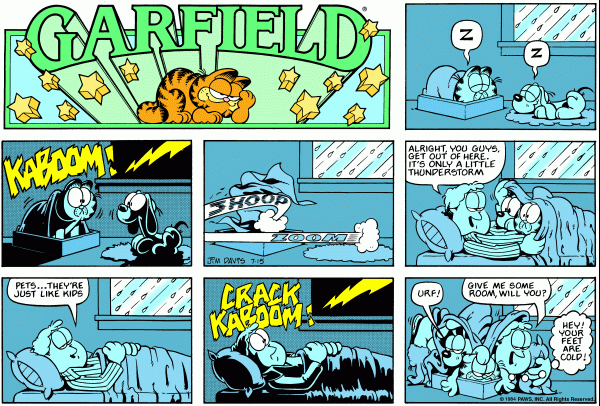 GARFIELD
®
Z
Z
KABOOM!
SHOOP
ZOOM
JIM DAVIS 7-15
ALRIGHT, YOU GUYS,
GET OUT OF HERE.
IT'S ONLY A LITTLE
THUNDERSTORM
PETS...THEY'RE
JUST LIKE KIDS
CRACK
KABOOM!
URF!
GIVE ME SOME
ROOM, WILL YOU?
HEY!
YOUR
FEET
ARE
COLD!
© 1984 PAWS, INC. All Rights Reserved.